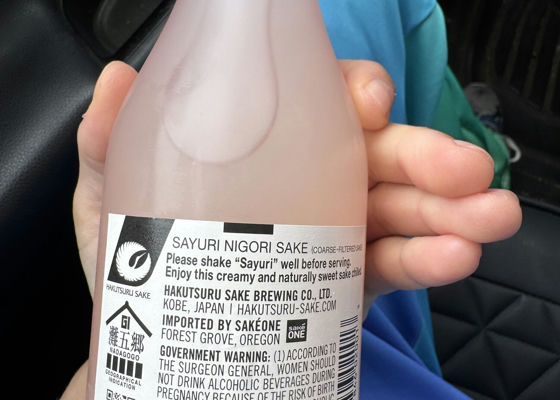 SAYURI NIGORI SAKE (COARSE-FILTERED SAKE
Please shake "Sayuri" well before serving.
Enjoy this creamy and naturally sweet sake chilled.
HAKUTSURU SAKE
HAKUTSURU SAKE BREWING CO., LTD.
KOBE, JAPAN | HAKUTSURU-SAKE.COM
IMPORTED BY SAKÉONE
FOREST GROVE, OREGON
SAKÉ
ONE
GI
灘五郷
NADAGOGO
GEOGRAPHICAL
INDICATION
GOVERNMENT WARNING: (1) ACCORDING TO
THE SURGEON GENERAL, WOMEN SHOULD
NOT DRINK ALCOHOLIC BEVERAGES DURING
PREGNANCY BECAUSE OF THE RISK OF BIRTH